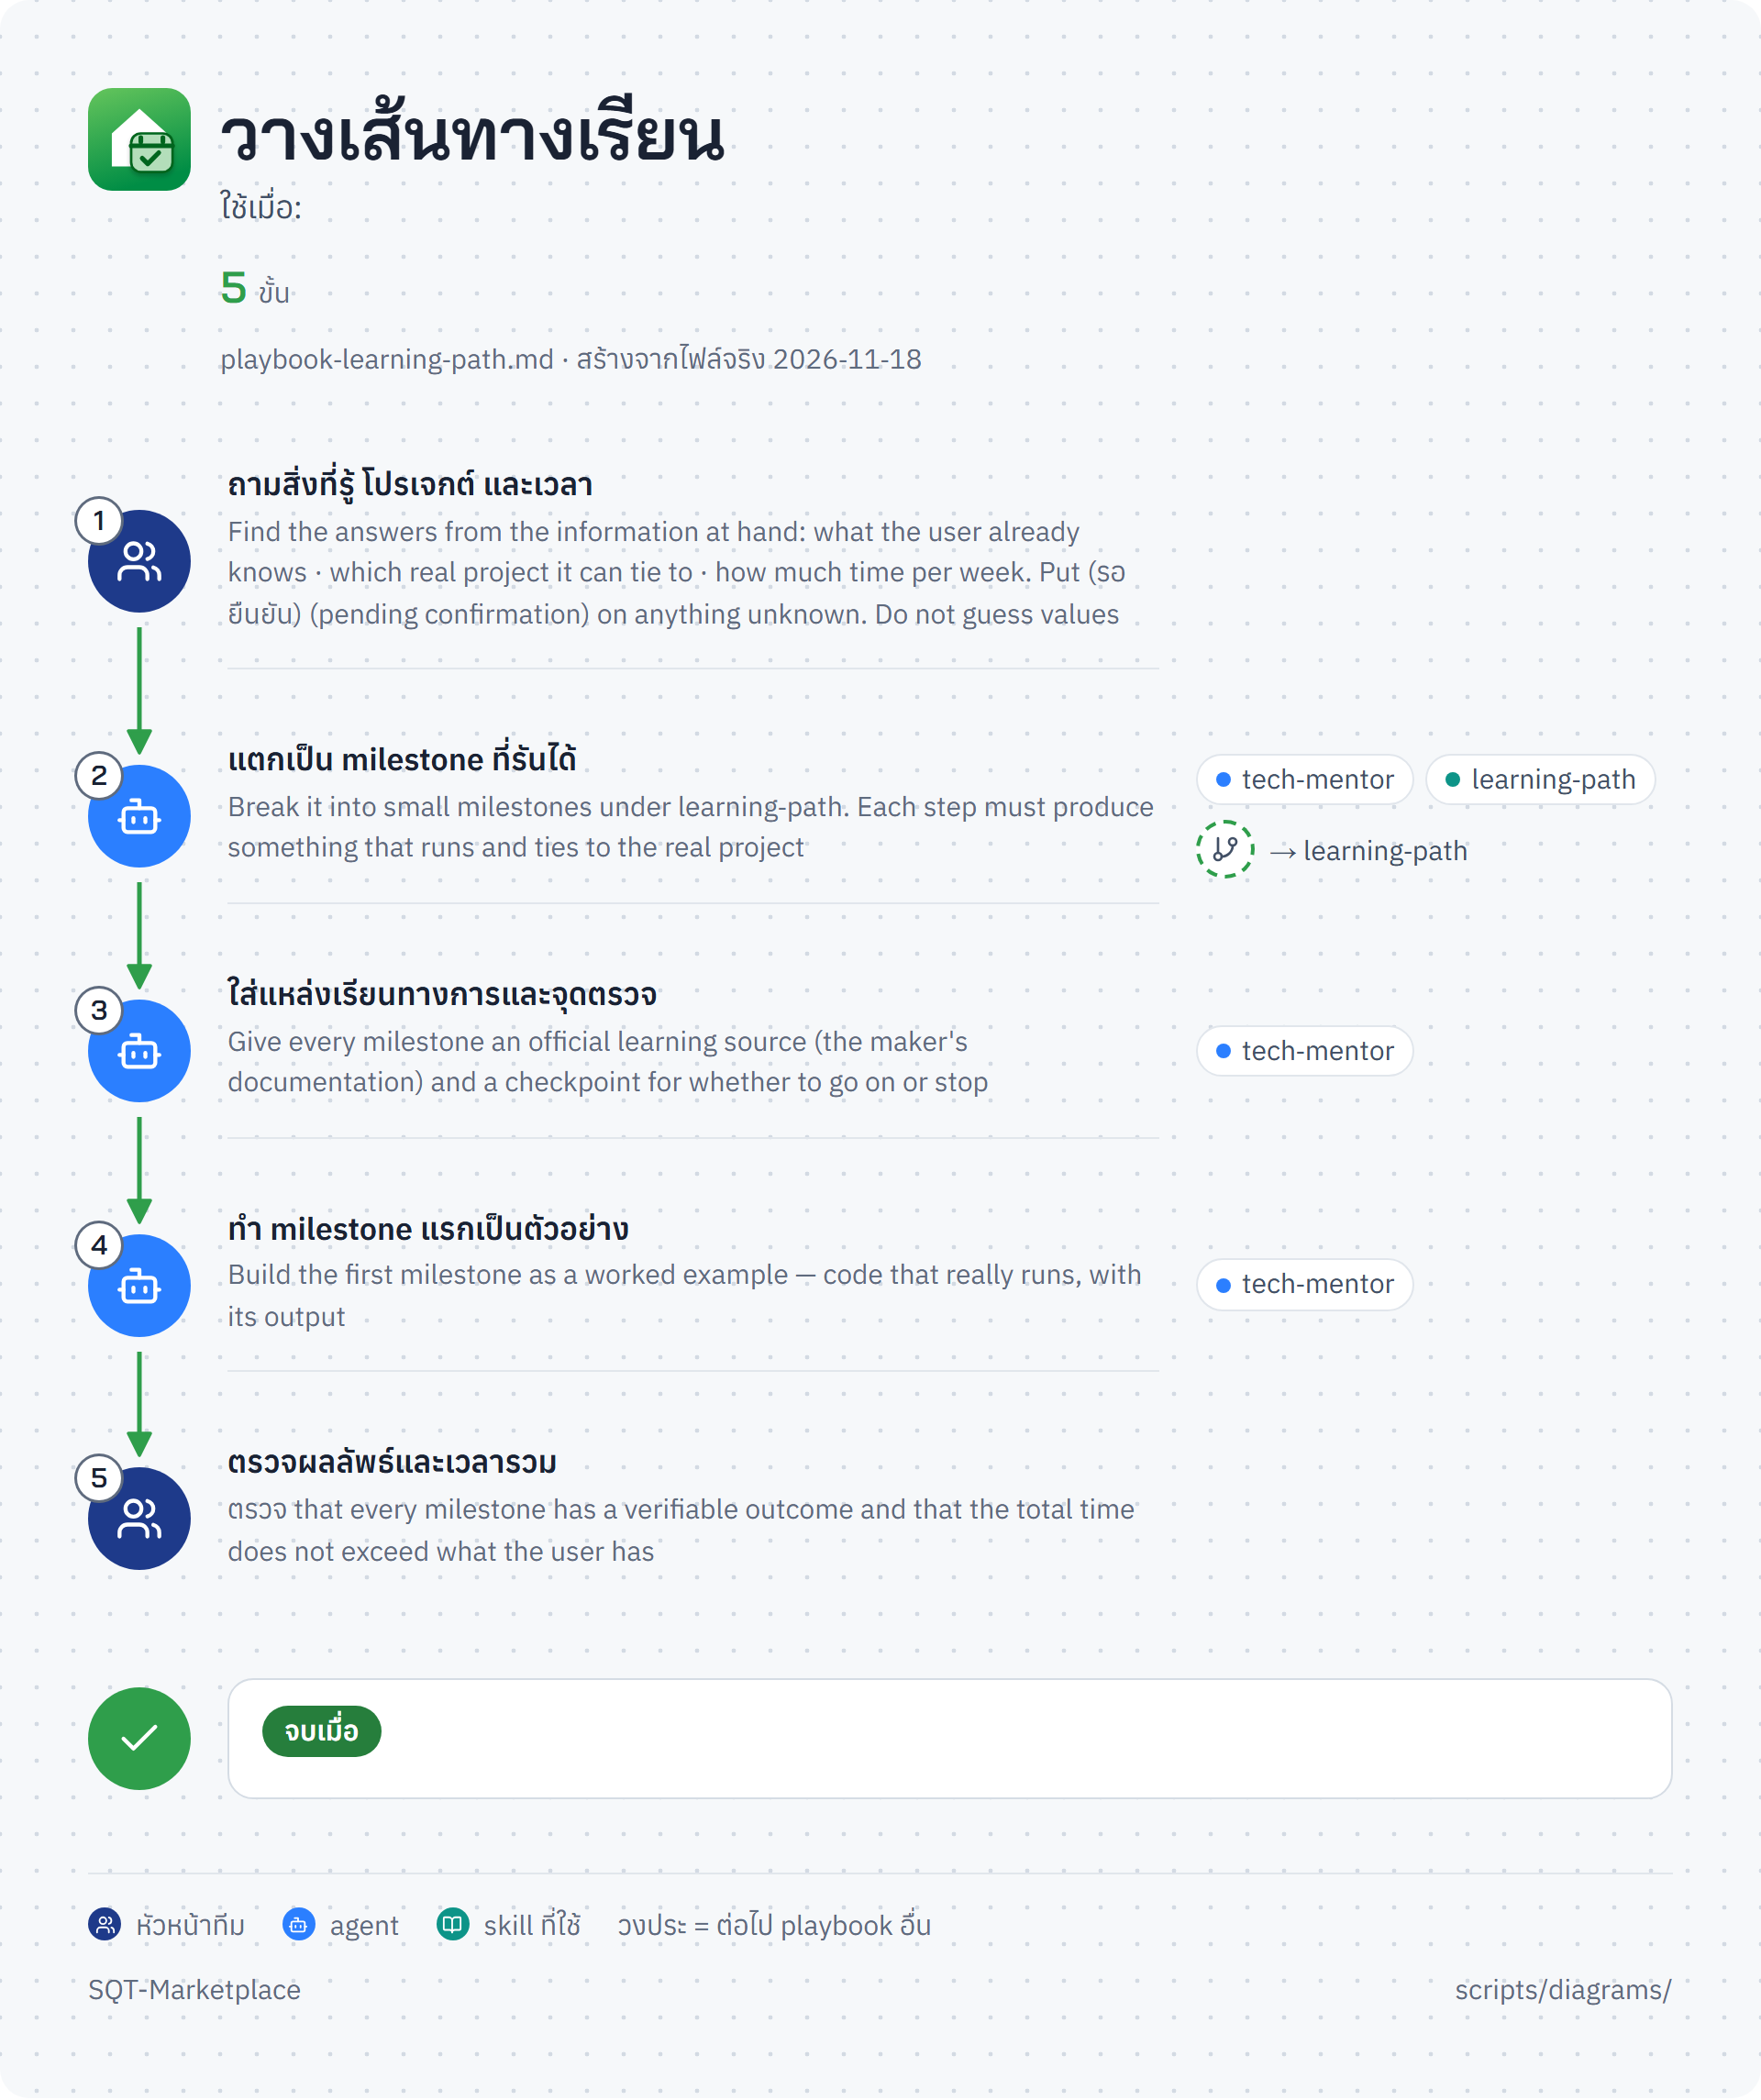 วางเส้นทางเรียน
ใช้เมื่อ:
5 ขั้น
playbook-learning-path.md · สร้างจากไฟล์จริง 2026-11-18
1
ถามสิ่งที่รู้ โปรเจกต์ และเวลา
Find the answers from the information at hand: what the user already
knows · which real project it can tie to · how much time per week. Put (รอ
ยืนยัน) (pending confirmation) on anything unknown. Do not guess values
2
แตกเป็น milestone ที่รันได้
Break it into small milestones under learning-path. Each step must produce
something that runs and ties to the real project
tech-mentor
learning-path
→ learning-path
3
ใส่แหล่งเรียนทางการและจุดตรวจ
Give every milestone an official learning source (the maker's
documentation) and a checkpoint for whether to go on or stop
tech-mentor
4
ทำ milestone แรกเป็นตัวอย่าง
Build the first milestone as a worked example — code that really runs, with
its output
tech-mentor
5
ตรวจผลลัพธ์และเวลารวม
ตรวจ that every milestone has a verifiable outcome and that the total time
does not exceed what the user has
จบเมื่อ
หัวหน้าทีม agent skill ที่ใช้ วงประ = ต่อไป playbook อื่น
SQT-Marketplace
scripts/diagrams/